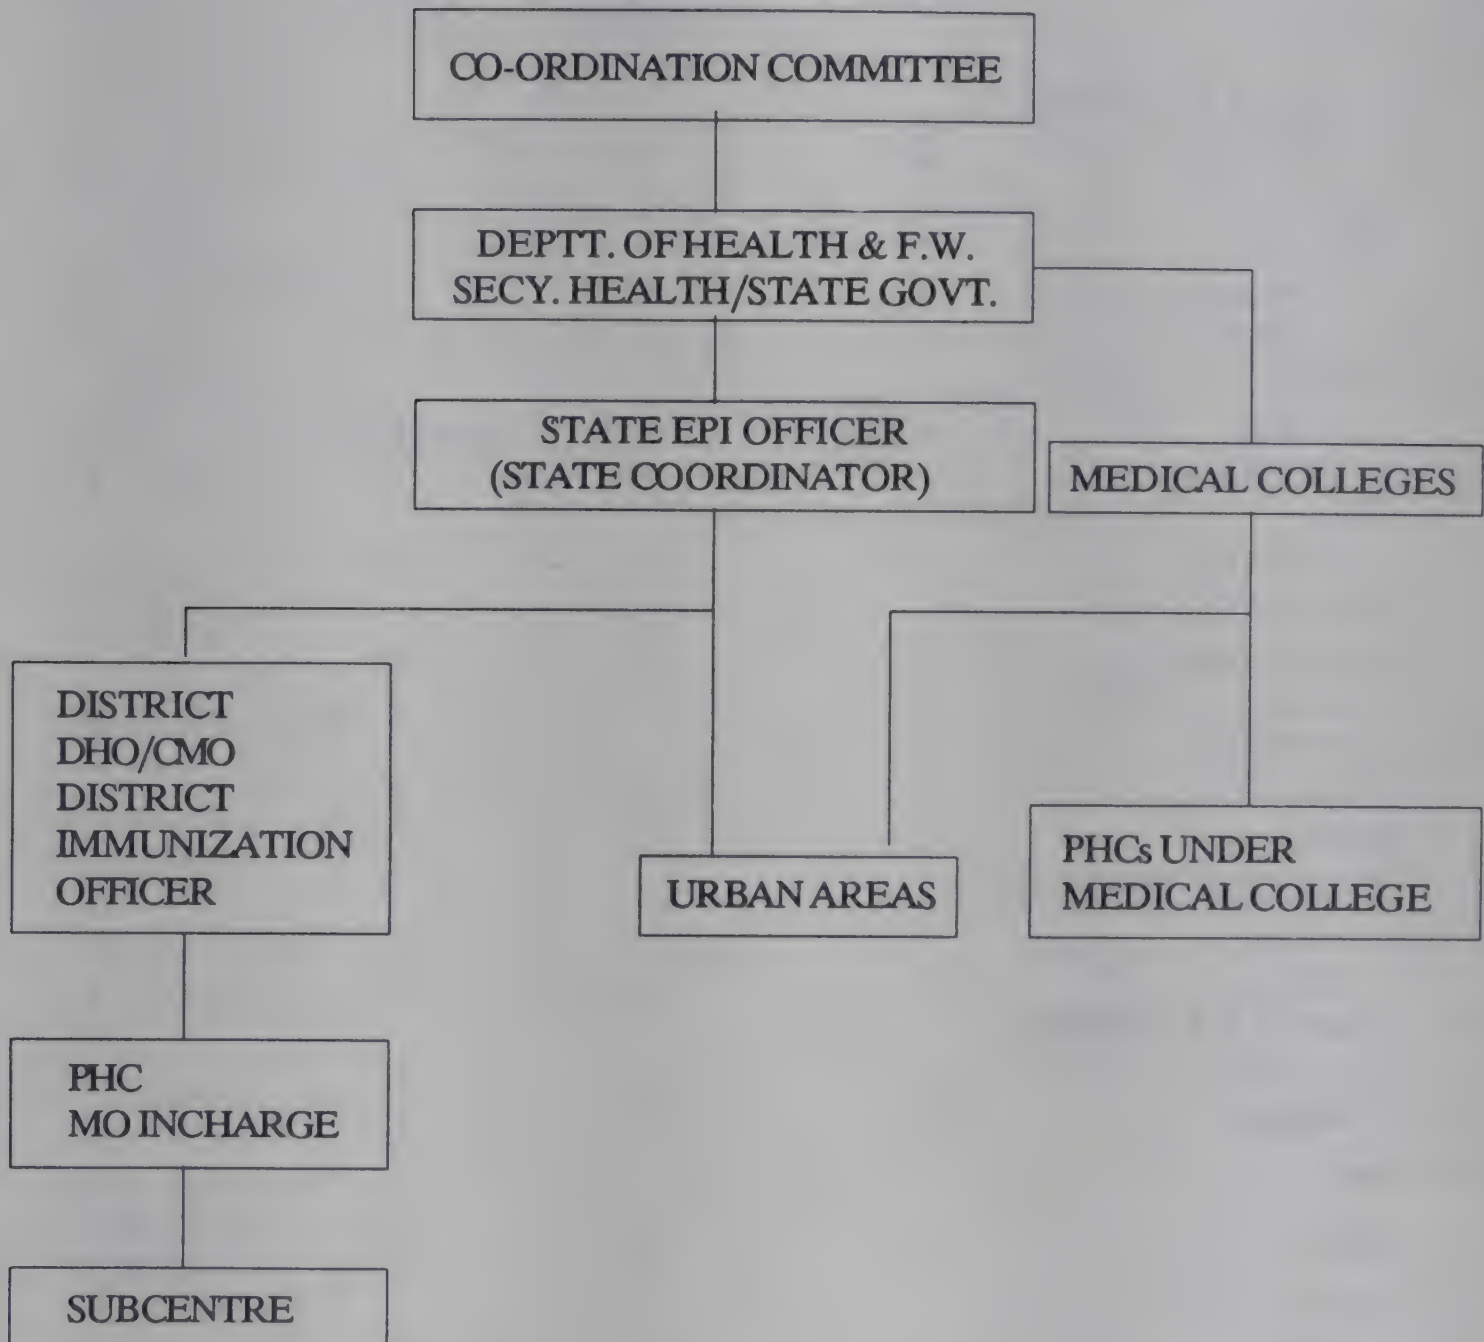 CO-ORDINATION COMMITTEE
DEPTT. OF HEALTH & F.W.
SECY. HEALTH/STATE GOVT.
STATE EPI OFFICER
(STATE COORDINATOR)
MEDICAL COLLEGES
DISTRICT
DHO/CMO
DISTRICT
IMMUNIZATION
OFFICER
URBAN AREAS
PHCs UNDER
MEDICAL COLLEGE
PHC
MO INCHARGE
SUBCENTRE